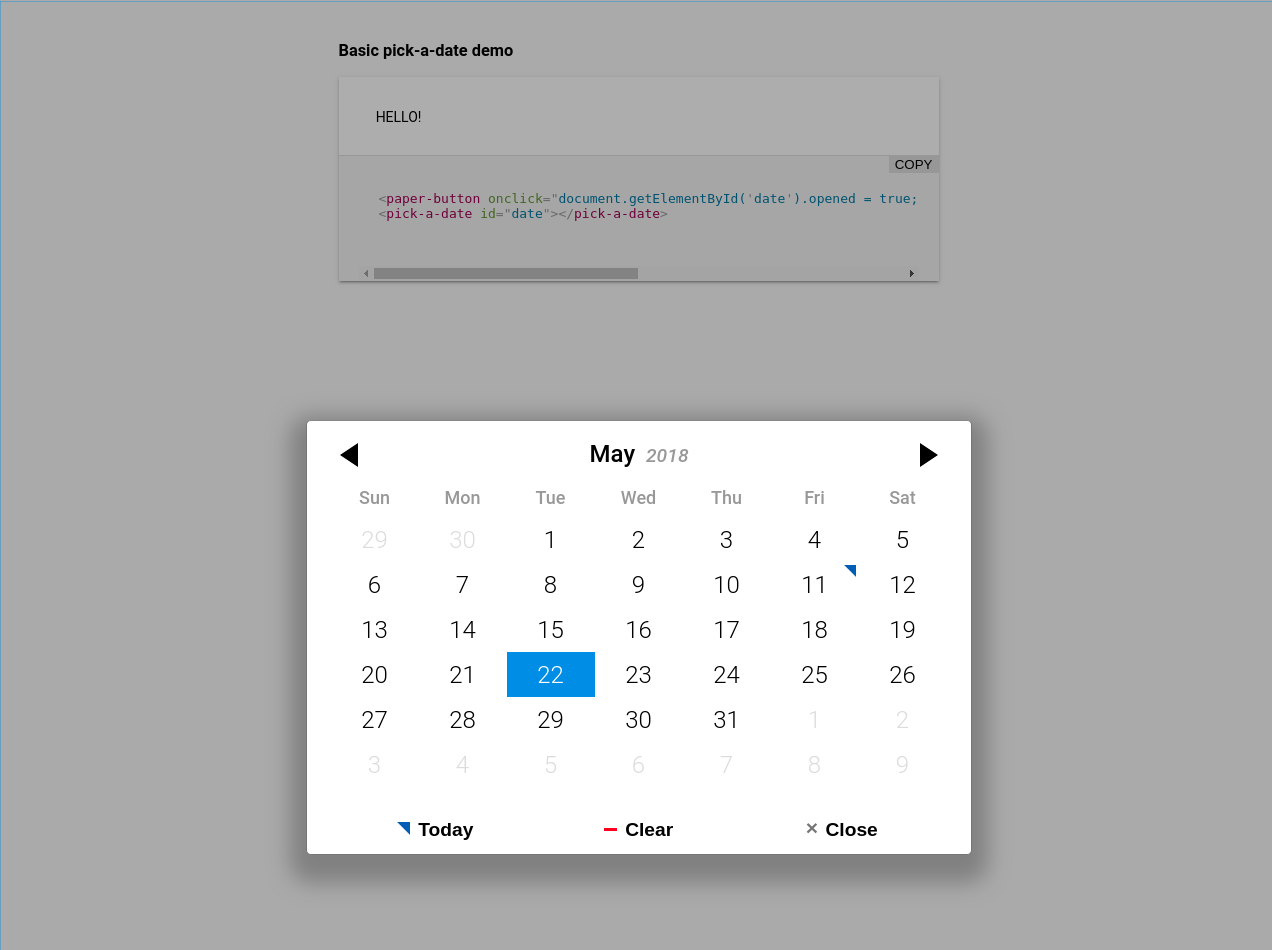 Basic pick-a-date demo
HELLO!
COPY
<paper-button onclick="document.getElementById('date').opened = true;
<pick-a-date id="date"></pick-a-date>
May 2018
Sun Mon Tue Wed Thu Fri Sat
29 30 1 2 3 4 5
6 7 8 9 10 11 12
13 14 15 16 17 18 19
20 21 22 23 24 25 26
27 28 29 30 31 1 2
3 4 5 6 7 8 9
Today Clear × Close